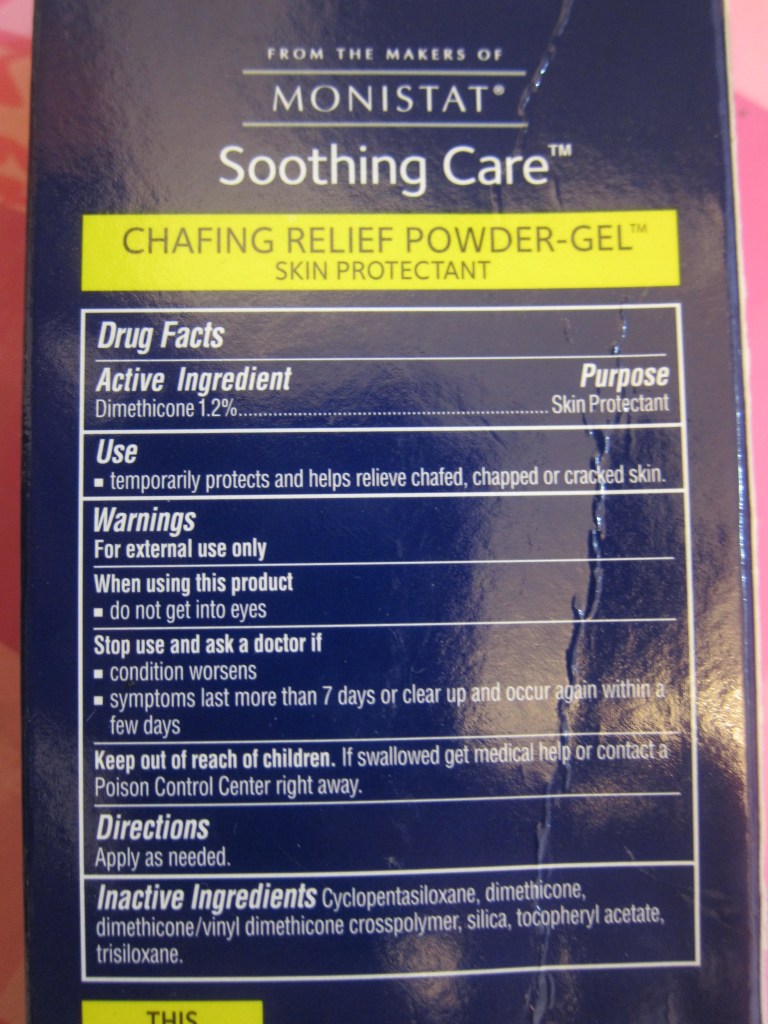 FROM THE MAKERS OF
MONISTAT®
Soothing Care™
CHAFING RELIEF POWDER-GEL™
SKIN PROTECTANT
Drug Facts
Active Ingredient Purpose
Dimethicone 1.2%........................................................... Skin Protectant
Use
▪ temporarily protects and helps relieve chafed, chapped or cracked skin.
Warnings
For external use only
When using this product
▪ do not get into eyes
Stop use and ask a doctor if
▪ condition worsens
▪ symptoms last more than 7 days or clear up and occur again within a
few days
Keep out of reach of children. If swallowed get medical help or contact a
Poison Control Center right away.
Directions
Apply as needed.
Inactive Ingredients Cyclopentasiloxane, dimethicone,
dimethicone/vinyl dimethicone crosspolymer, silica, tocopheryl acetate,
trisiloxane.
THIS